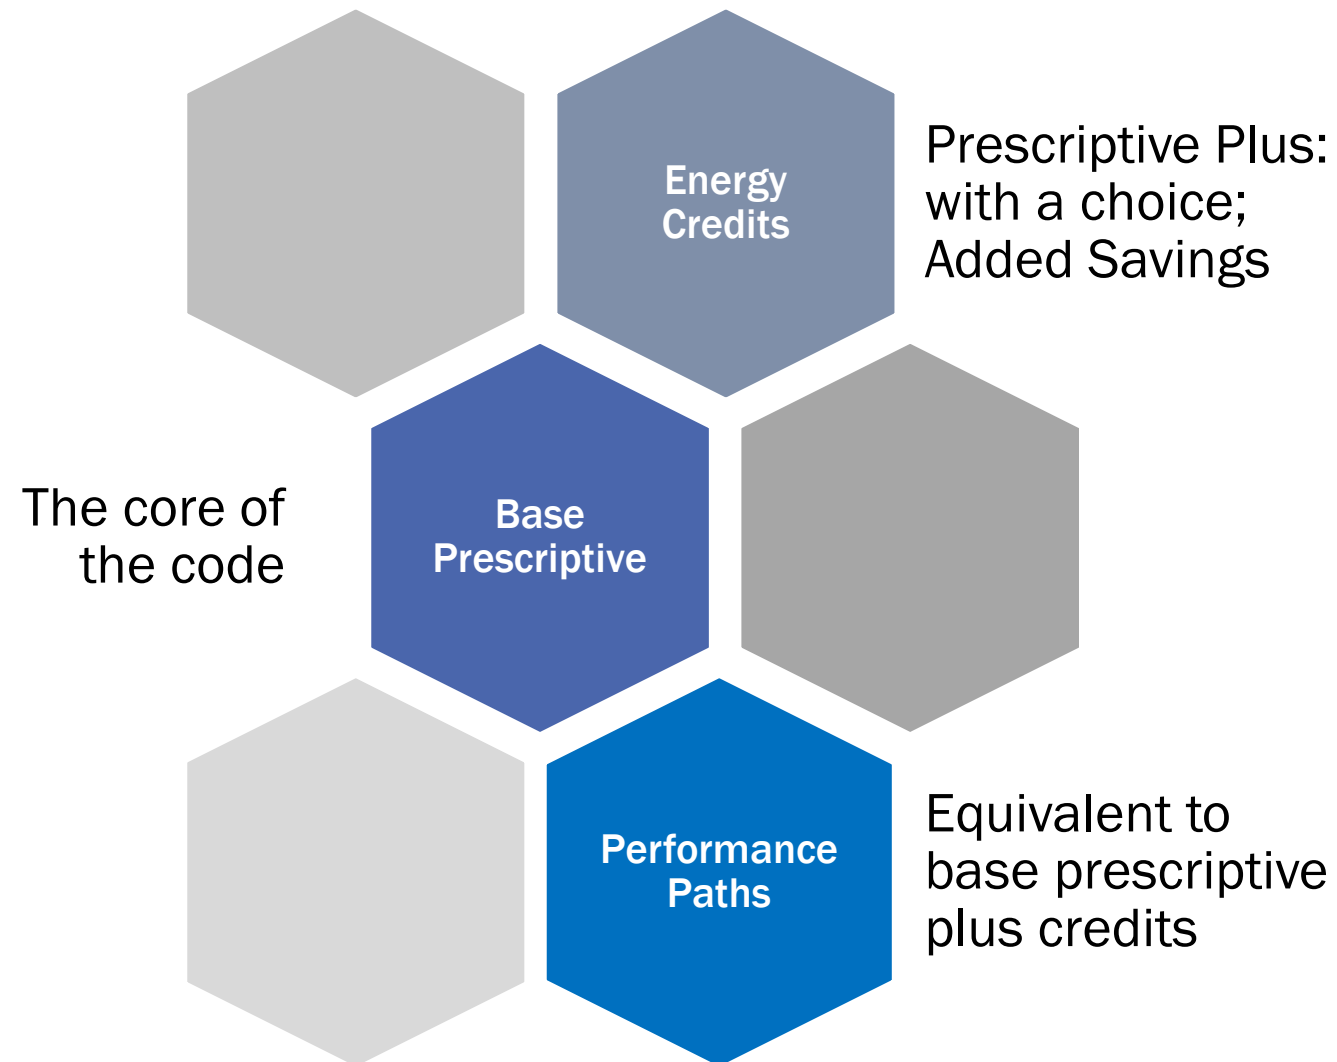 Energy
Credits
Prescriptive Plus:
with a choice;
Added Savings
The core of
the code
Base
Prescriptive
Performance
Paths
Equivalent to
base prescriptive
plus credits